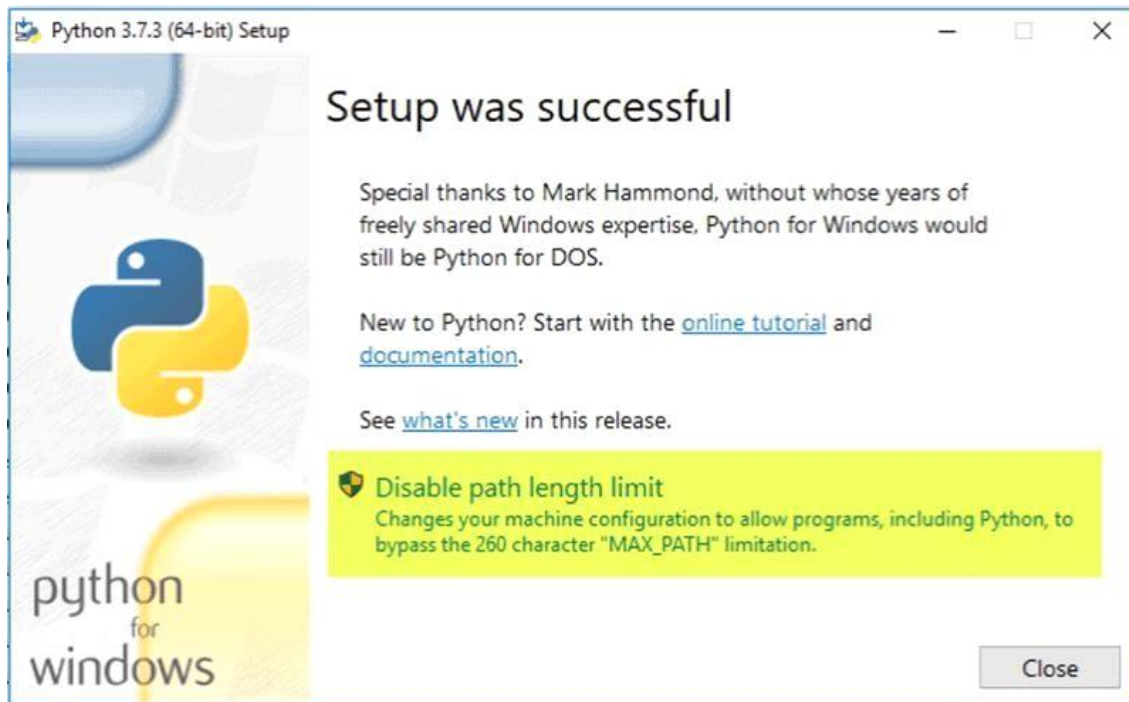 Python 3.7.3 (64-bit) Setup
Setup was successful
Special thanks to Mark Hammond, without whose years of
freely shared Windows expertise, Python for Windows would
still be Python for DOS.
New to Python? Start with the online tutorial and
documentation.
See what's new in this release.
Disable path length limit
Changes your machine configuration to allow programs, including Python, to
bypass the 260 character "MAX_PATH" limitation.
python
for
windows
Close